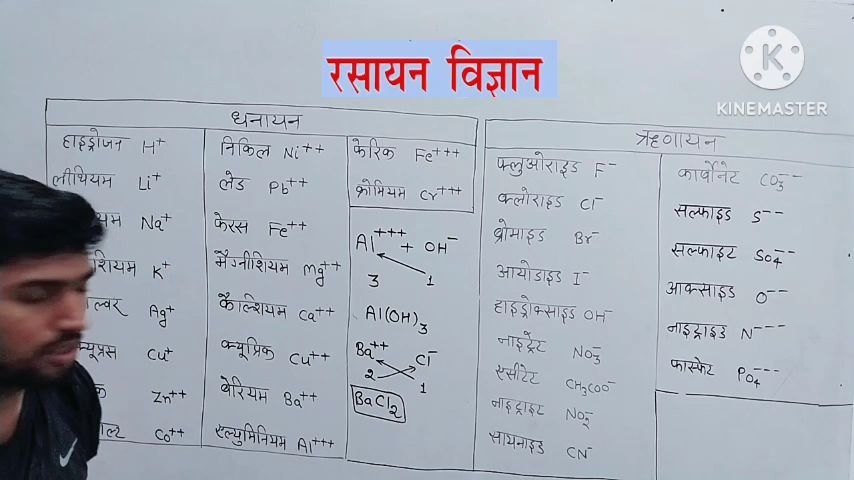 रसायन विज्ञान
K
KINEMASTER
धनायन
हाइड्रोजन H⁺
लीथियम Li⁺
Na⁺
K⁺
Ag⁺
Cu⁺
Zn⁺⁺
Co⁺⁺
निकिल Ni⁺⁺
लेड Pb⁺⁺
फेरस Fe⁺⁺
मैग्नीशियम Mg⁺⁺
कैल्शियम Ca⁺⁺
क्यूप्रिक Cu⁺⁺
बेरियम Ba⁺⁺
एल्युमिनियम Al⁺⁺⁺
फेरिक Fe⁺⁺⁺
क्रोमियम Cr⁺⁺⁺
Al⁺⁺⁺ + OH⁻
3 1
Al(OH)₃
Ba⁺⁺ Cl⁻
2 1
BaCl₂
ऋणायन
फ्लुओराइड F⁻
क्लोराइड Cl⁻
ब्रोमाइड Br⁻
आयोडाइड I⁻
हाइड्रोक्साइड OH⁻
नाइट्रेट NO₃⁻
एसीटेट CH₃COO⁻
नाइट्राइट NO₂⁻
सायनाइड CN⁻
कार्बोनेट CO₃⁻⁻
सल्फाइड S⁻⁻
सल्फाइट SO₄⁻⁻
आक्साइड O⁻⁻
नाइट्राइड N⁻⁻⁻
फास्फेट PO₄⁻⁻⁻